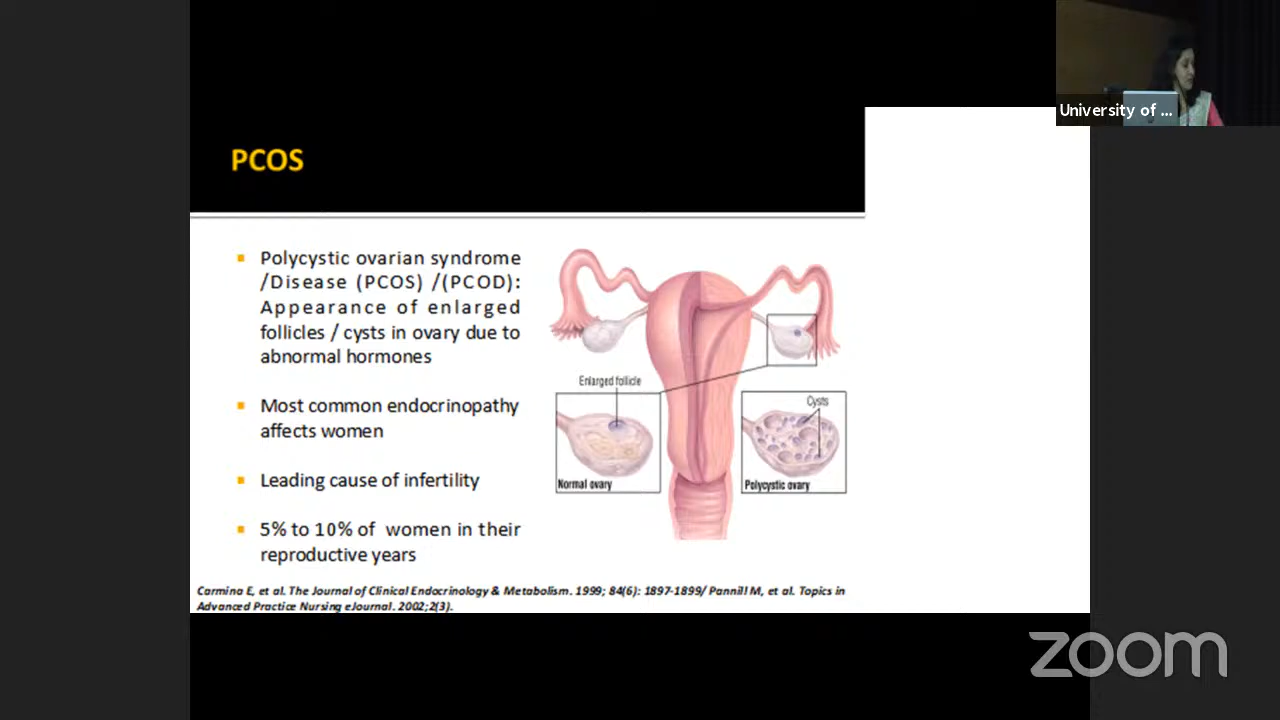 University of ...
PCOS
Polycystic ovarian syndrome
/Disease (PCOS) /(PCOD):
Appearance of enlarged
follicles / cysts in ovary due to
abnormal hormones
Most common endocrinopathy
affects women
Leading cause of infertility
5% to 10% of women in their
reproductive years
Enlarged follicle
Normal ovary
Cysts
Polycystic ovary
Carmina E, et al. The Journal of Clinical Endocrinology & Metabolism. 1999; 84(6): 1897-1899/ Pannill M, et al. Topics in
Advanced Practice Nursing eJournal. 2002;2(3).
zoom